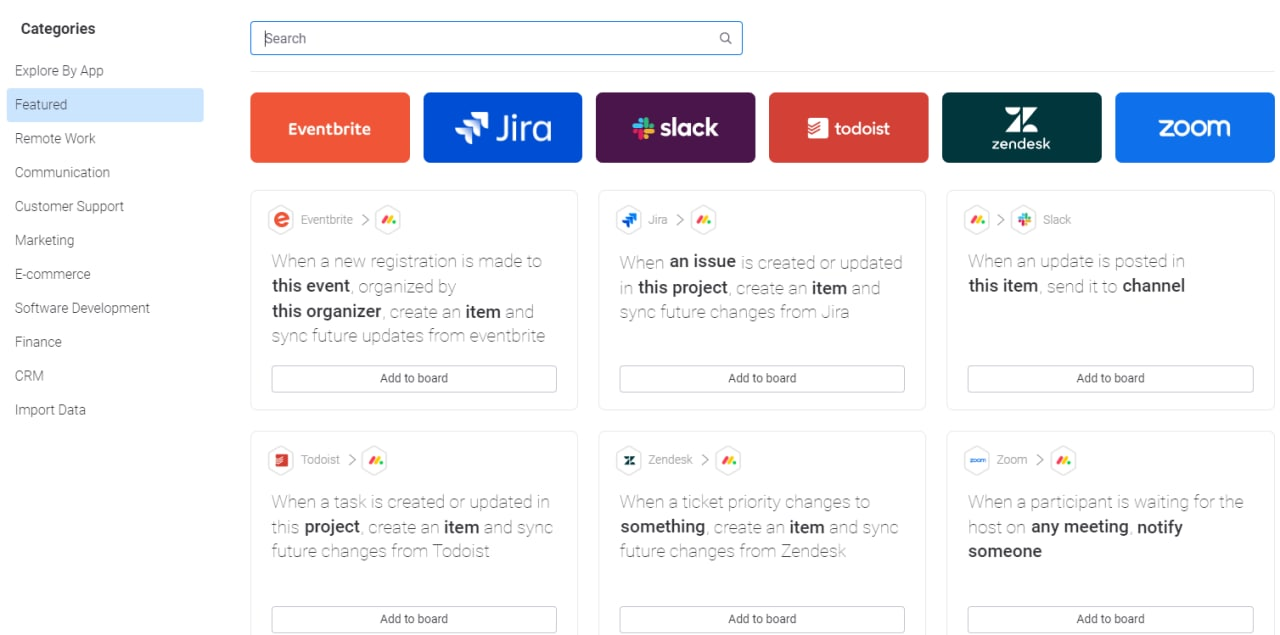 Categories
Explore By App
Featured
Remote Work
Communication
Customer Support
Marketing
E-commerce
Software Development
Finance
CRM
Import Data
Search
Eventbrite
Jira
slack
todoist
zendesk
zoom
Eventbrite
When a new registration is made to
this event, organized by
this organizer, create an item and
sync future updates from eventbrite
Add to board
Jira
When an issue is created or updated
in this project, create an item and
sync future changes from Jira
Add to board
Slack
When an update is posted in
this item, send it to channel
Add to board
Todoist
When a task is created or updated in
this project, create an item and sync
future changes from Todoist
Add to board
Zendesk
When a ticket priority changes to
something, create an item and sync
future changes from Zendesk
Add to board
zoom
Zoom
When a participant is waiting for the
host on any meeting, notify
someone
Add to board